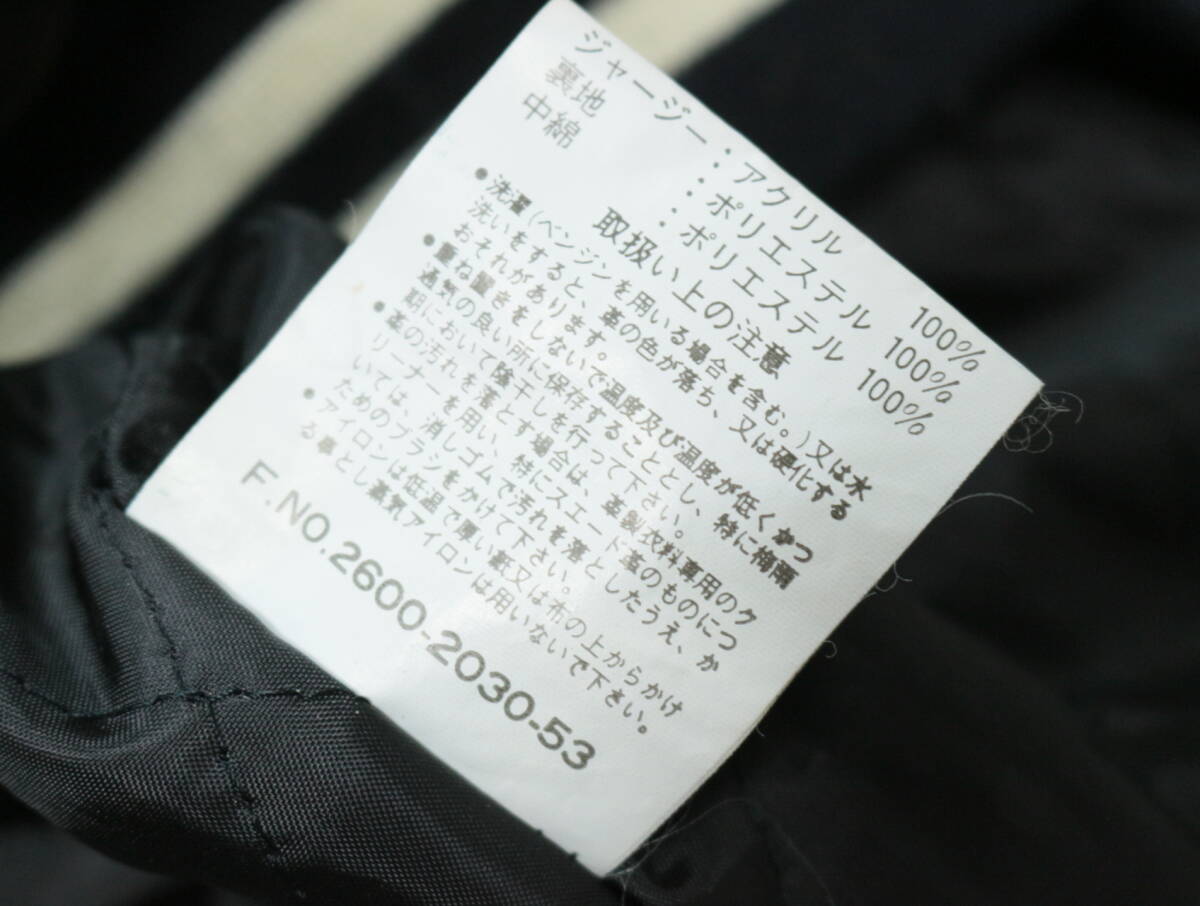 ジャージー：アクリル 100%
裏地：ポリエステル 100%
中綿：ポリエステル 100%
取扱い上の注意
•洗濯(ベンジンを用いる場合を含む。)又は水
洗いをすると、革の色が落ち、又は硬化する
おそれがあります。
•重ね置きをしないで温度及び湿度が低くかつ
通気の良い所に保存することとし、特に梅雨
期において陰干しを行って下さい。
•革の汚れを落とす場合は、革製衣料専用のク
リーナーを用い、特にスエード革のものにつ
いては、消しゴムで汚れを落としたうえ、か
ためのブラシをかけて下さい。
•アイロンは低温で厚い紙又は布の上からかけ
る事とし蒸気アイロンは用いないで下さい。
F.NO.2600-2030-53